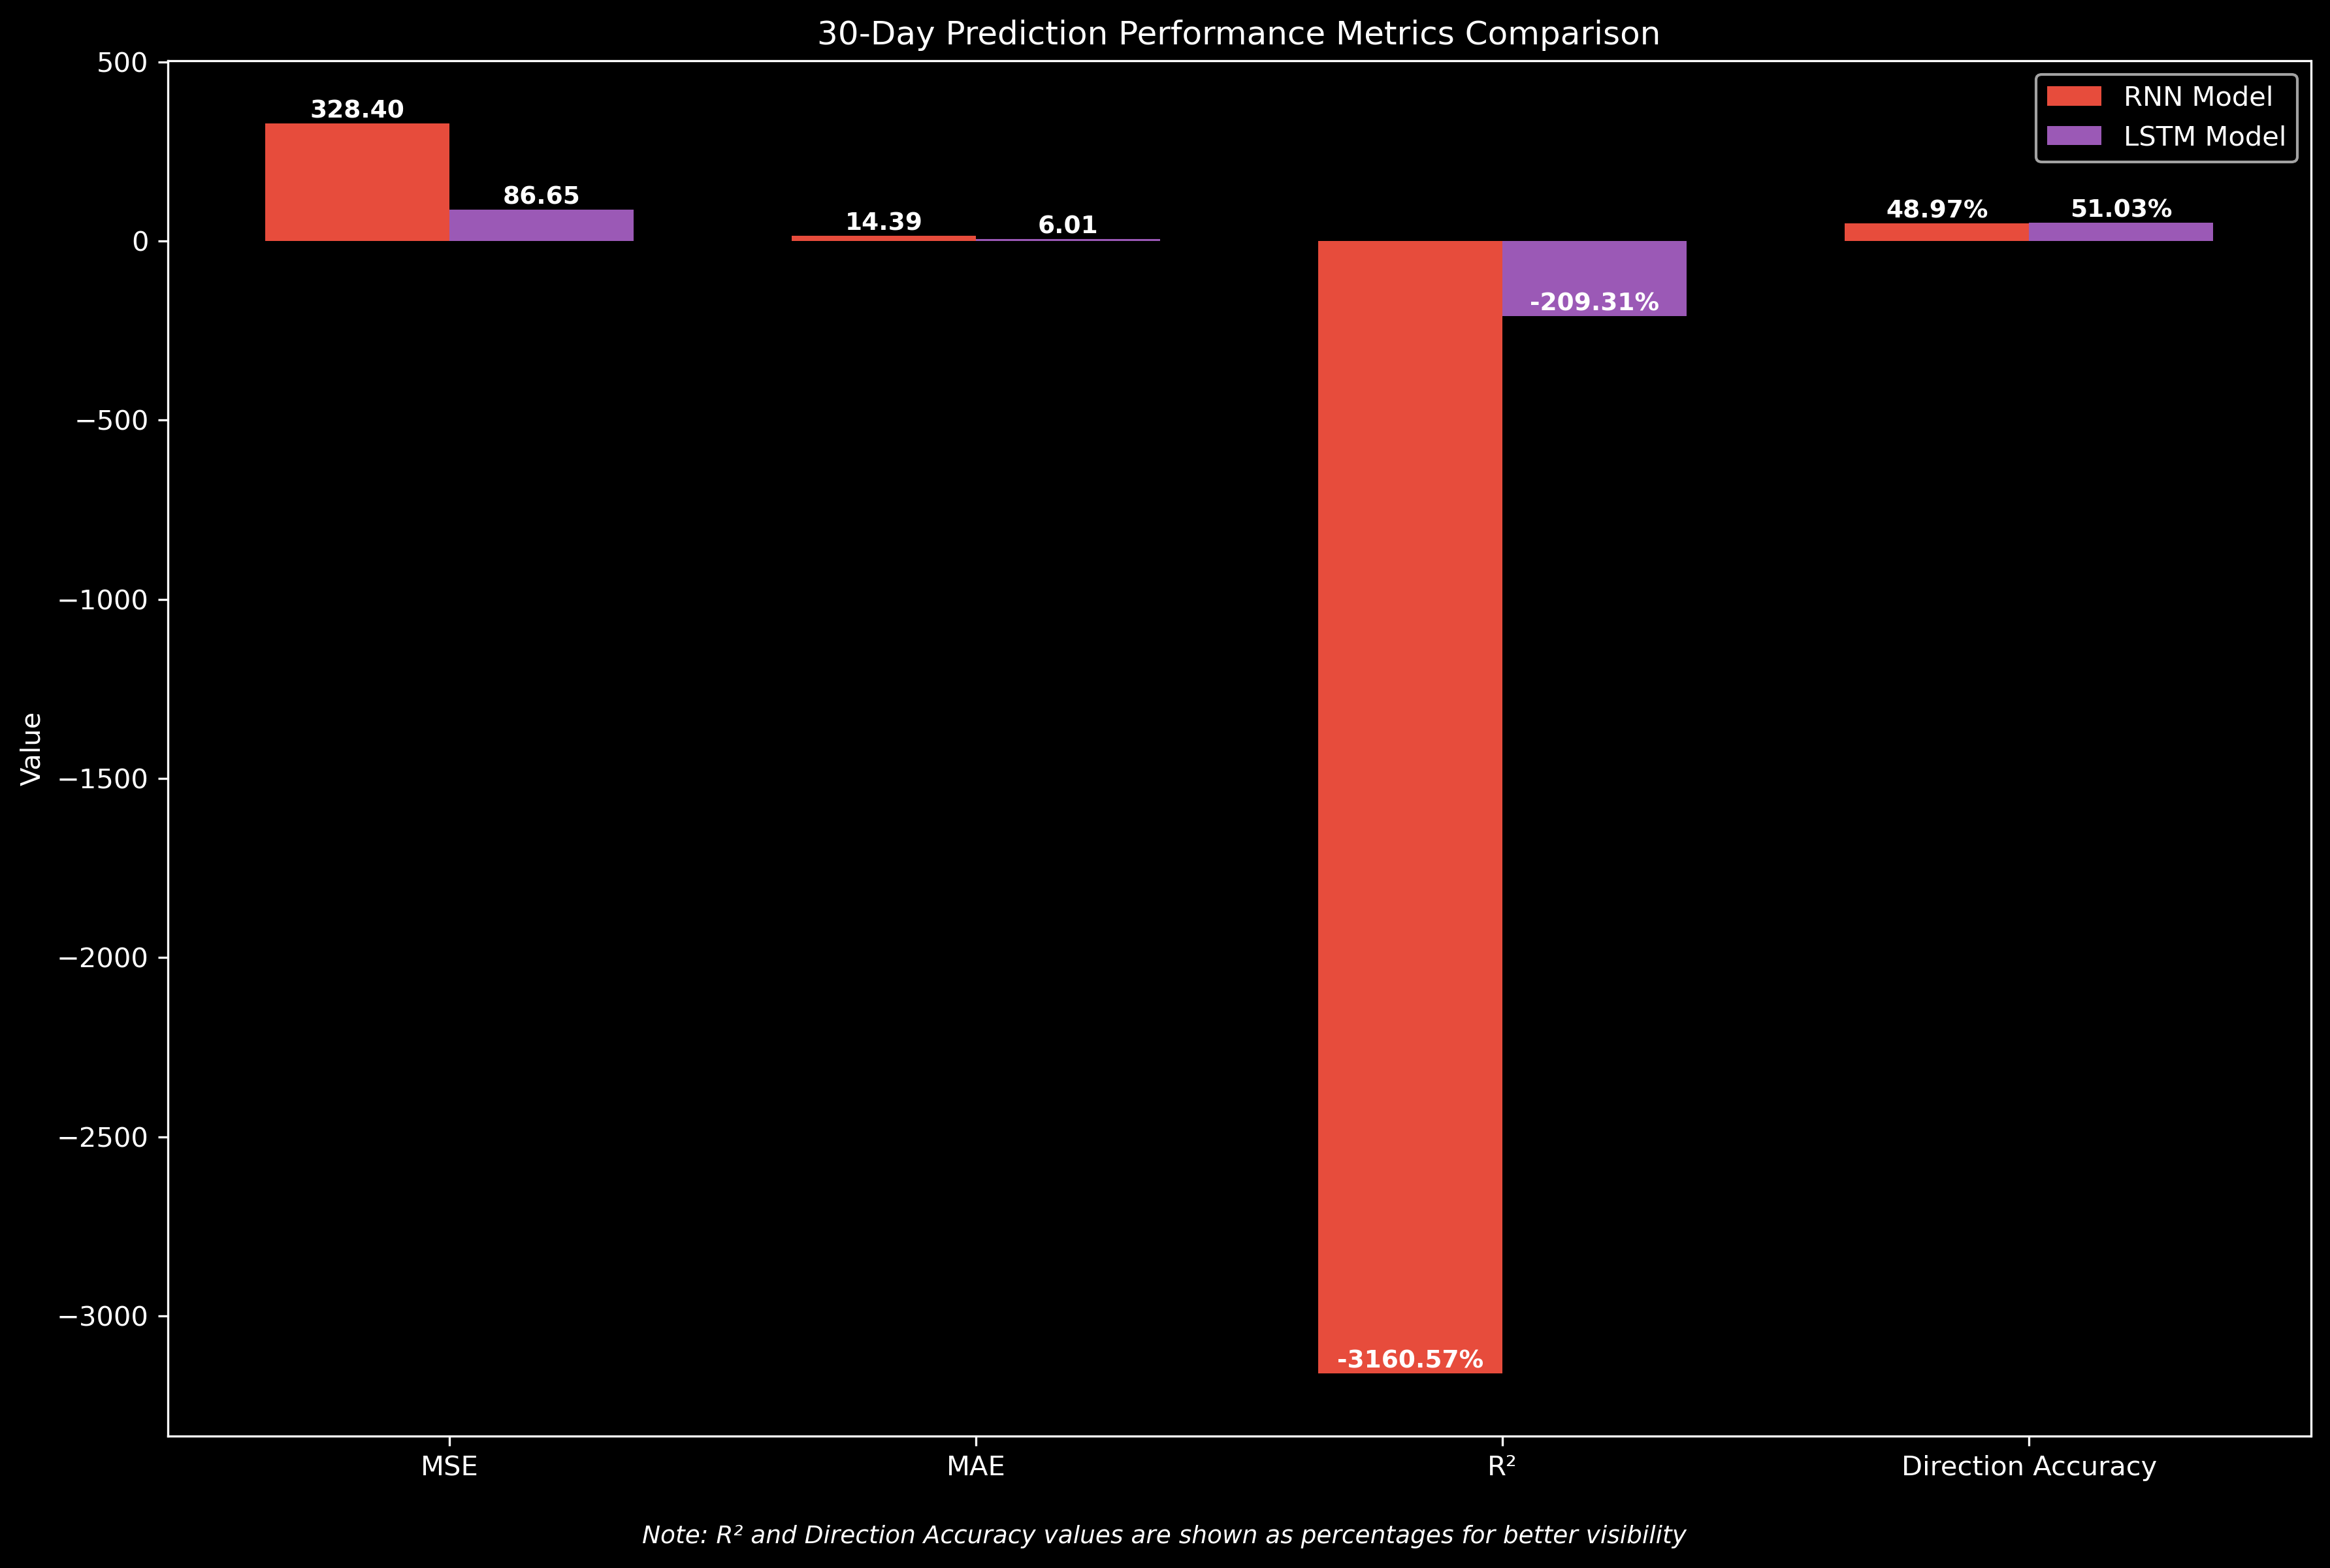 30-Day Prediction Performance Metrics Comparison
500
0
−500
−1000
−1500
−2000
−2500
−3000
Value
RNN Model
LSTM Model
328.40
86.65
14.39
6.01
-3160.57%
-209.31%
48.97%
51.03%
MSE
MAE
R²
Direction Accuracy
Note: R² and Direction Accuracy values are shown as percentages for better visibility